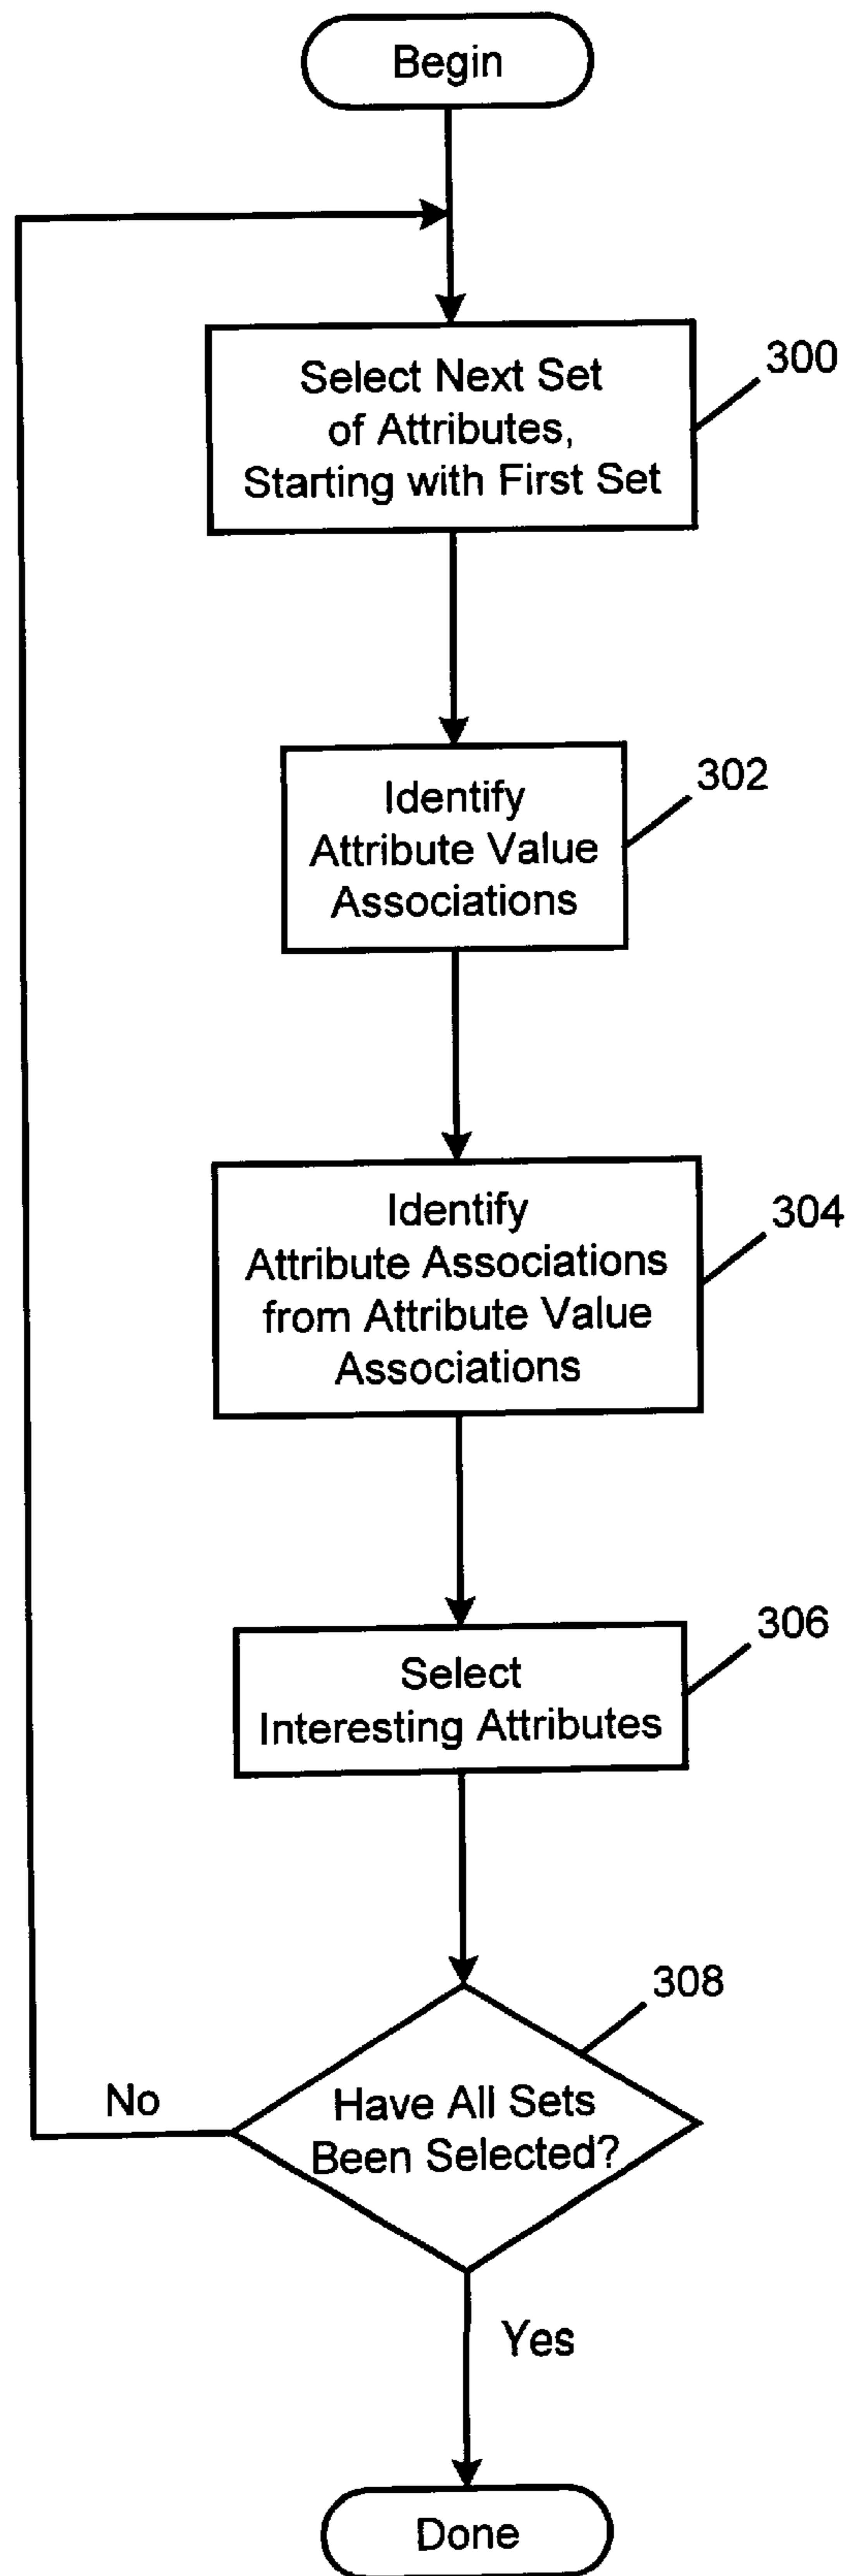 Begin
Select Next Set
of Attributes,
Starting with First Set
300
Identify
Attribute Value
Associations
302
Identify
Attribute Associations
from Attribute Value
Associations
304
Select
Interesting Attributes
306
Have All Sets
Been Selected?
308
No
Yes
Done